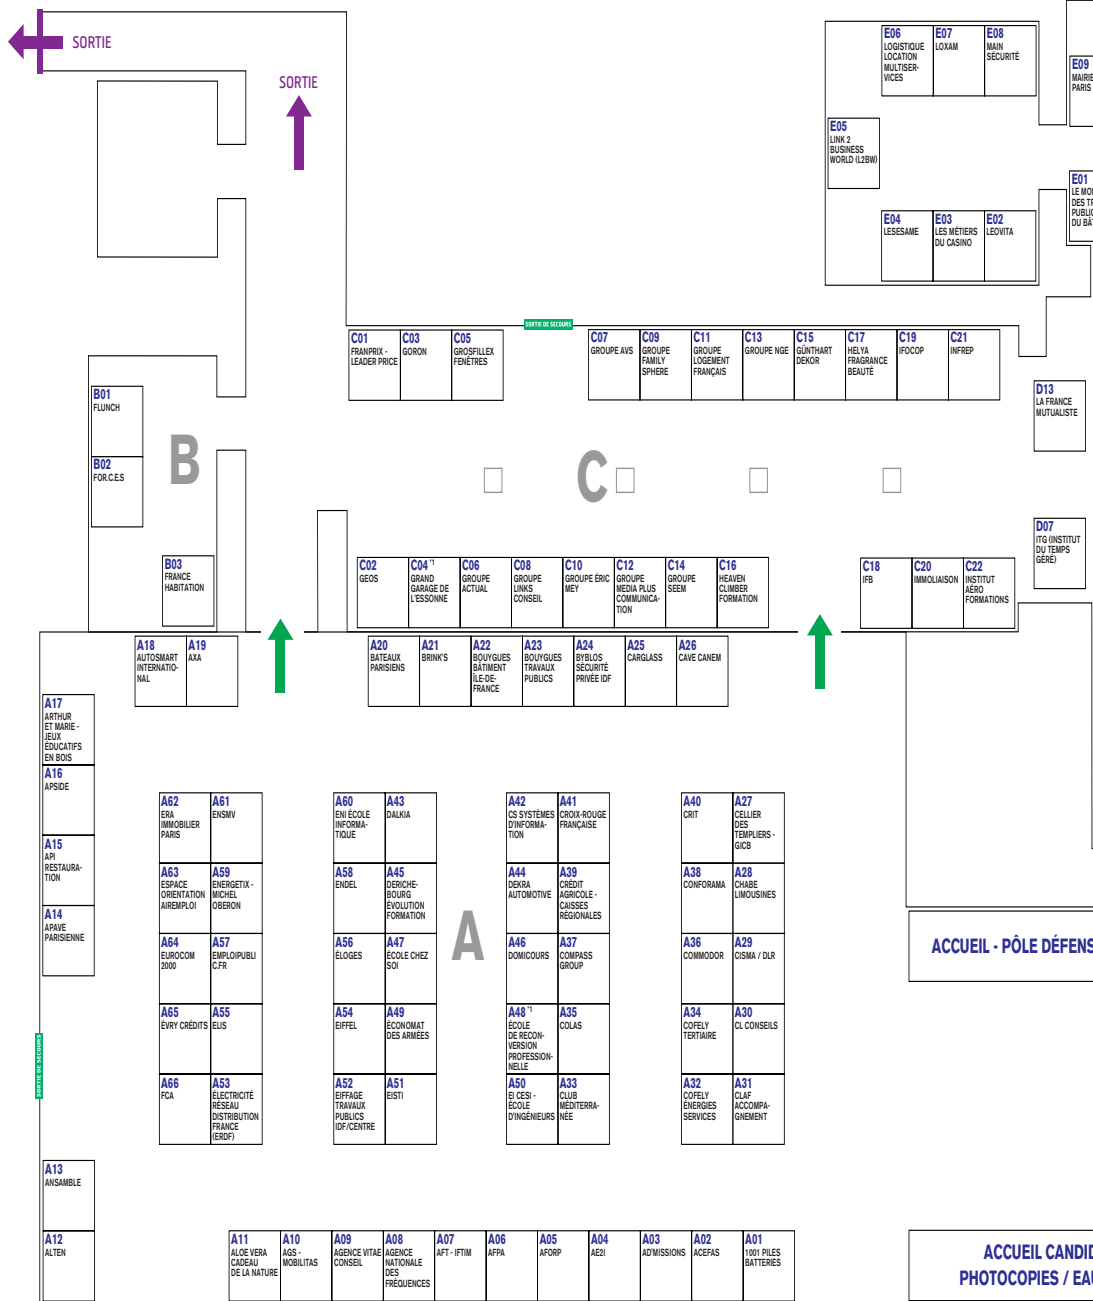 SORTIE
SORTIE
E06
LOGISTIQUE
LOCATION
MULTISER-
VICES
E07
LOXAM
E08
MAIN
SÉCURITÉ
E09
MAIRIE
PARIS
E05
LINK 2
BUSINESS
WORLD (L2BW)
E01
LE MO
DES TR
PUBLIC
DU BÂ
E04
LESESAME
E03
LES MÉTIERS
DU CASINO
E02
LEOVITA
SORTIE DE SECOURS
C01
FRANPRIX -
LEADER PRICE
C03
GORON
C05
GROSFILLEX
FENÊTRES
C07
GROUPE AVS
C09
GROUPE
FAMILY
SPHERE
C11
GROUPE
LOGEMENT
FRANÇAIS
C13
GROUPE NGE
C15
GÜNTHART
DEKOR
C17
HELYA
FRAGRANCE
BEAUTÉ
C19
IFOCOP
C21
INFREP
D13
LA FRANCE
MUTUALISTE
B01
FLUNCH
B02
FOR.C.E.S
B
C
D07
ITG (INSTITUT
DU TEMPS
GÉRÉ)
B03
FRANCE
HABITATION
C02
GEOS
C04*1
GRAND
GARAGE DE
L'ESSONNE
C06
GROUPE
ACTUAL
C08
GROUPE
LINKS
CONSEIL
C10
GROUPE ÉRIC
MEY
C12
GROUPE
MEDIA PLUS
COMMUNICA-
TION
C14
GROUPE
SEEM
C16
HEAVEN
CLIMBER
FORMATION
C18
IFB
C20
IMMOLIAISON
C22
INSTITUT
AÉRO
FORMATIONS
A18
AUTOSMART
INTERNATIO-
NAL
A19
AXA
A20
BATEAUX
PARISIENS
A21
BRINK'S
A22
BOUYGUES
BÂTIMENT
ÎLE-DE-
FRANCE
A23
BOUYGUES
TRAVAUX
PUBLICS
A24
BYBLOS
SÉCURITÉ
PRIVÉE IDF
A25
CARGLASS
A26
CAVE CANEM
A17
ARTHUR
ET MARIE -
JEUX
ÉDUCATIFS
EN BOIS
A16
APSIDE
A15
API
RESTAURA-
TION
A14
APAVE
PARISIENNE
A62
ERA
IMMOBILIER
PARIS
A61
ENSMV
A60
ENI ÉCOLE
INFORMA-
TIQUE
A43
DALKIA
A42
CS SYSTÈMES
D'INFORMA-
TION
A41
CROIX-ROUGE
FRANÇAISE
A40
CRIT
A27
CELLIER
DES
TEMPLIERS -
GICB
A63
ESPACE
ORIENTATION
AIREMPLOI
A59
ENERGETIX -
MICHEL
OBERON
A58
ENDEL
A45
DERICHE-
BOURG
ÉVOLUTION
FORMATION
A44
DEKRA
AUTOMOTIVE
A39
CRÉDIT
AGRICOLE -
CAISSES
RÉGIONALES
A38
CONFORAMA
A28
CHABE
LIMOUSINES
A
A64
EUROCOM
2000
A57
EMPLOIPUBLI
C.FR
A56
ÉLOGES
A47
ÉCOLE CHEZ
SOI
A46
DOMICOURS
A37
COMPASS
GROUP
A36
COMMODOR
A29
CISMA / DLR
ACCUEIL - PÔLE DÉFENS
A65
ÉVRY CRÉDITS
A55
ELIS
A54
EIFFEL
A49
ÉCONOMAT
DES ARMÉES
A48*1
ÉCOLE
DE RECON-
VERSION
PROFESSION-
NELLE
A35
COLAS
A34
COFELY
TERTIAIRE
A30
CL CONSEILS
SORTIE DE SECOURS
A66
FCA
A53
ÉLECTRICITÉ
RÉSEAU
DISTRIBUTION
FRANCE
(ERDF)
A52
EIFFAGE
TRAVAUX
PUBLICS
IDF/CENTRE
A51
EISTI
A50
EI CESI -
ÉCOLE
D'INGÉNIEURS
A33
CLUB
MÉDITERRA-
NÉE
A32
COFELY
ÉNERGIES
SERVICES
A31
CLAF
ACCOMPA-
GNEMENT
A13
ANSAMBLE
A12
ALTEN
A11
ALOE VERA
CADEAU
DE LA NATURE
A10
AGS -
MOBILITAS
A09
AGENCE VITAE
CONSEIL
A08
AGENCE
NATIONALE
DES
FRÉQUENCES
A07
AFT - IFTIM
A06
AFPA
A05
AFORP
A04
AE2I
A03
AD'MISSIONS
A02
ACEFAS
A01
1001 PILES
BATTERIES
ACCUEIL CANDID
PHOTOCOPIES / EAU